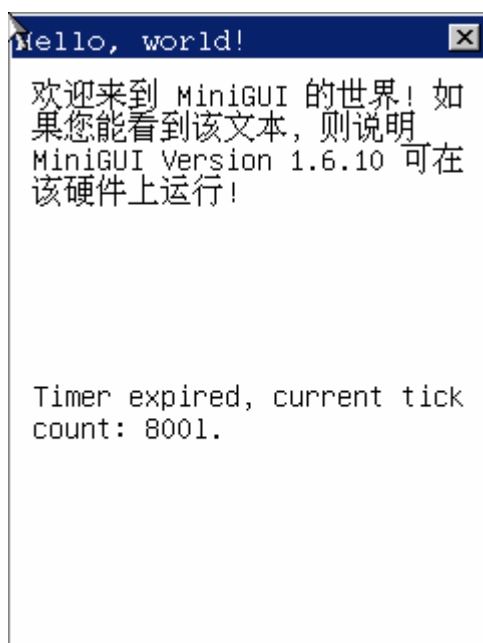 Hello, world!
欢迎来到 MiniGUI 的世界! 如
果您能看到该文本, 则说明
MiniGUI Version 1.6.10 可在
该硬件上运行!
Timer expired, current tick
count: 8001.